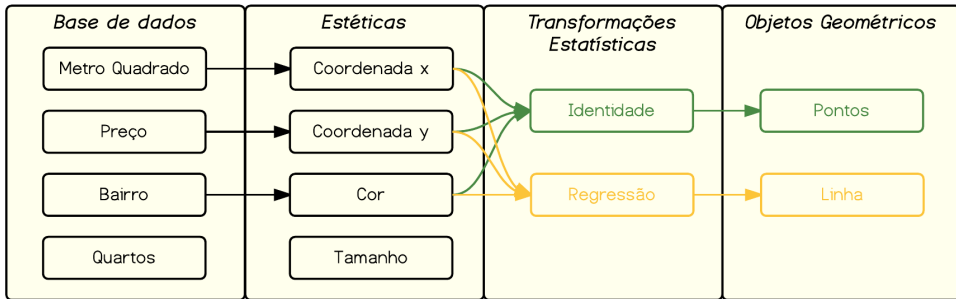 Base de dados
Metro Quadrado
Preço
Bairro
Quartos
Estéticas
Coordenada x
Coordenada y
Cor
Tamanho
Transformações
Estatísticas
Identidade
Regressão
Objetos Geométricos
Pontos
Linha